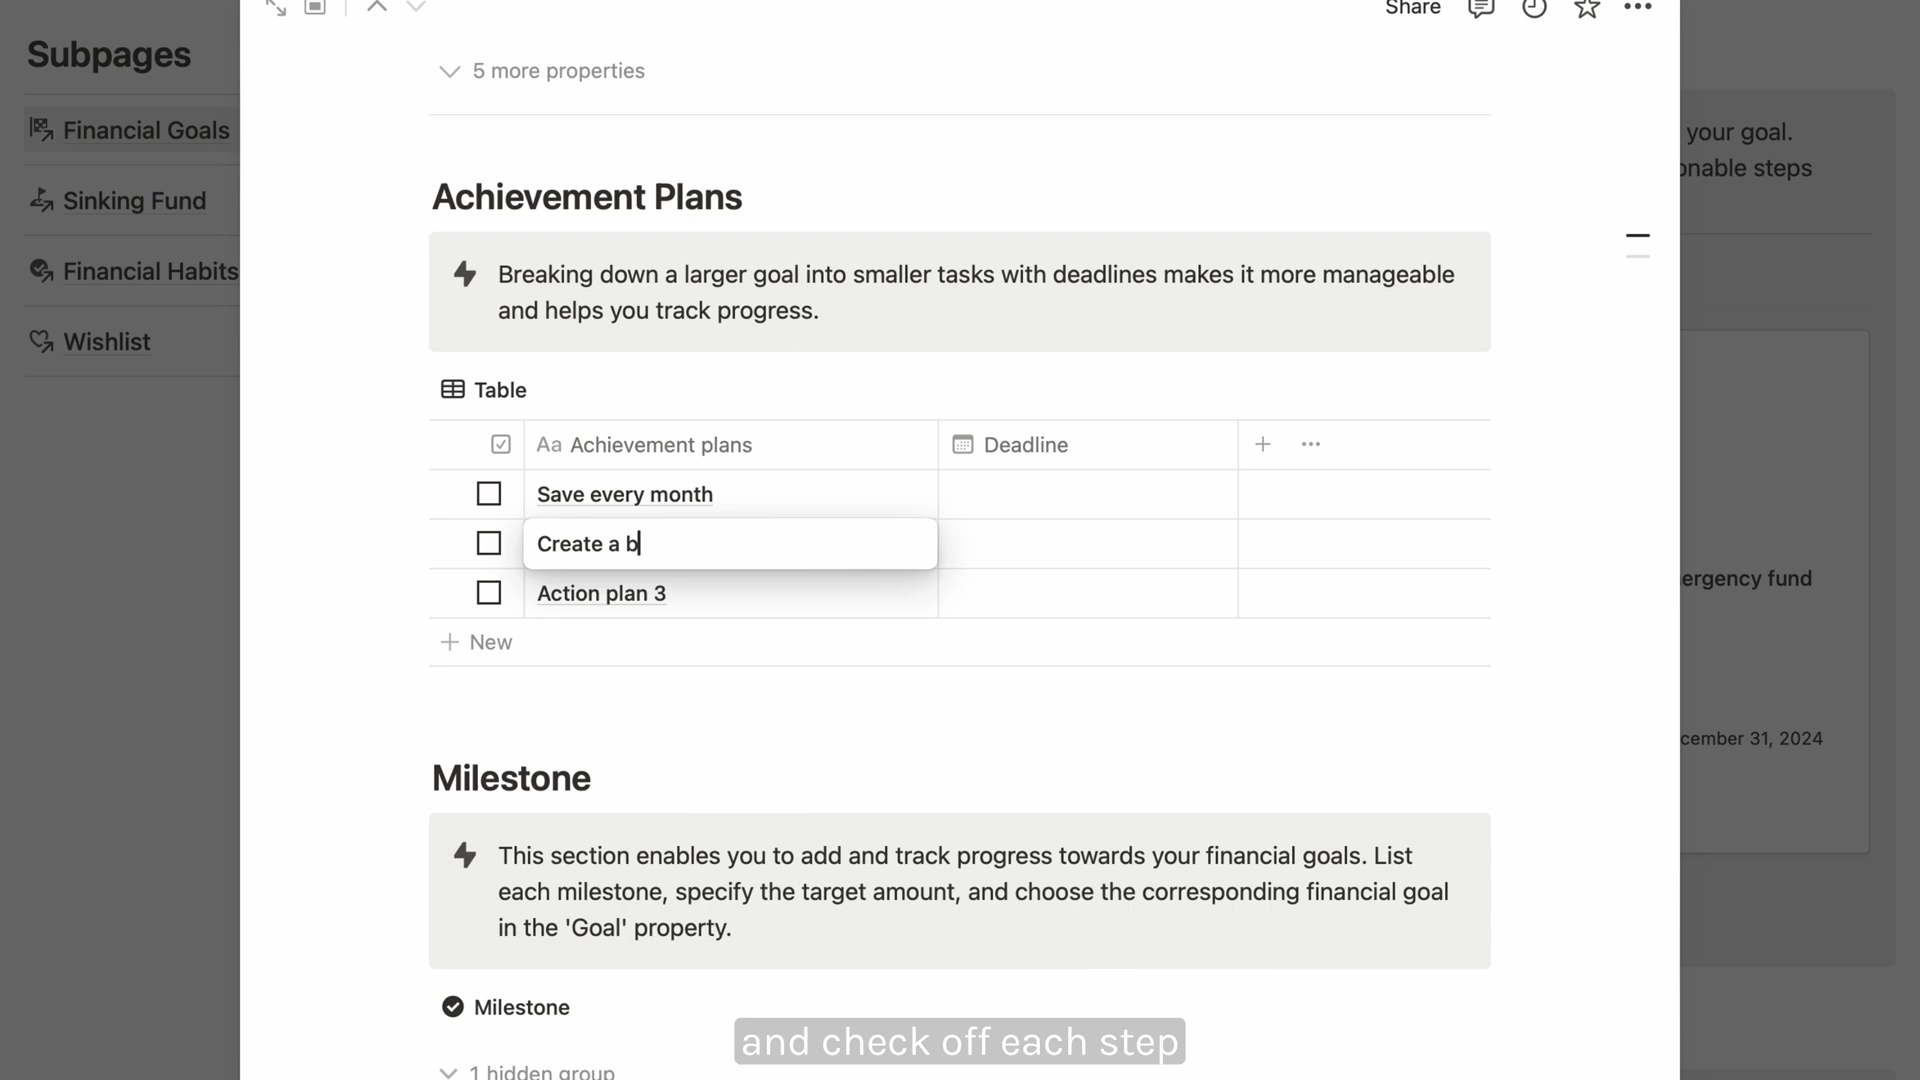 Share
Subpages
5 more properties
Financial Goals
your goal.
onable steps
Achievement Plans
Sinking Fund
Breaking down a larger goal into smaller tasks with deadlines makes it more manageable
and helps you track progress.
Financial Habits
Wishlist
Table
Aa Achievement plans
Deadline
Save every month
Create a b
Action plan 3
ergency fund
New
cember 31, 2024
Milestone
This section enables you to add and track progress towards your financial goals. List
each milestone, specify the target amount, and choose the corresponding financial goal
in the 'Goal' property.
Milestone
and check off each step
1 hidden group